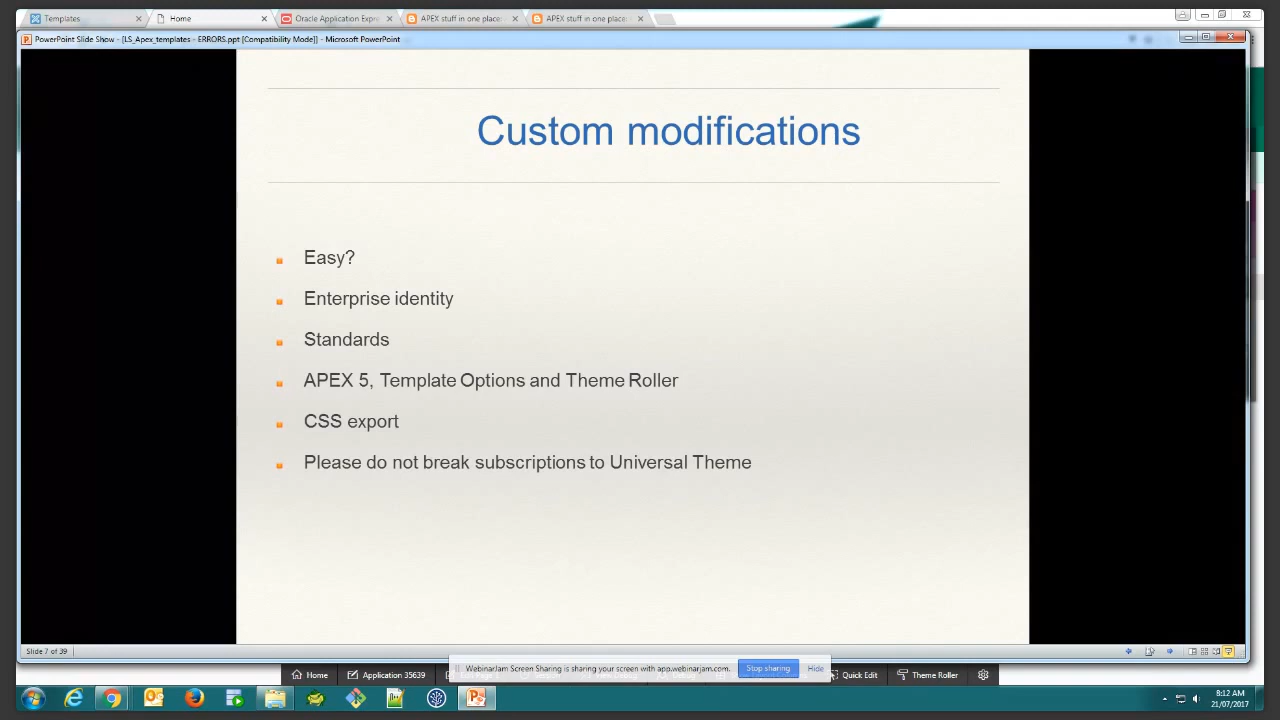 Templates
Home
Oracle Application Expre
APEX stuff in one place:
APEX stuff in one place:
PowerPoint Slide Show - [LS_Apex_templates - ERRORS.ppt [Compatibility Mode]] - Microsoft PowerPoint
Custom modifications
Easy?
Enterprise identity
Standards
APEX 5, Template Options and Theme Roller
CSS export
Please do not break subscriptions to Universal Theme
Slide 7 of 39
WebinarJam Screen Sharing is sharing your screen with app.webinarjam.com.
Stop sharing
Hide
Home
Application 35639
Quick Edit
Theme Roller
8:12 AM
21/07/2017